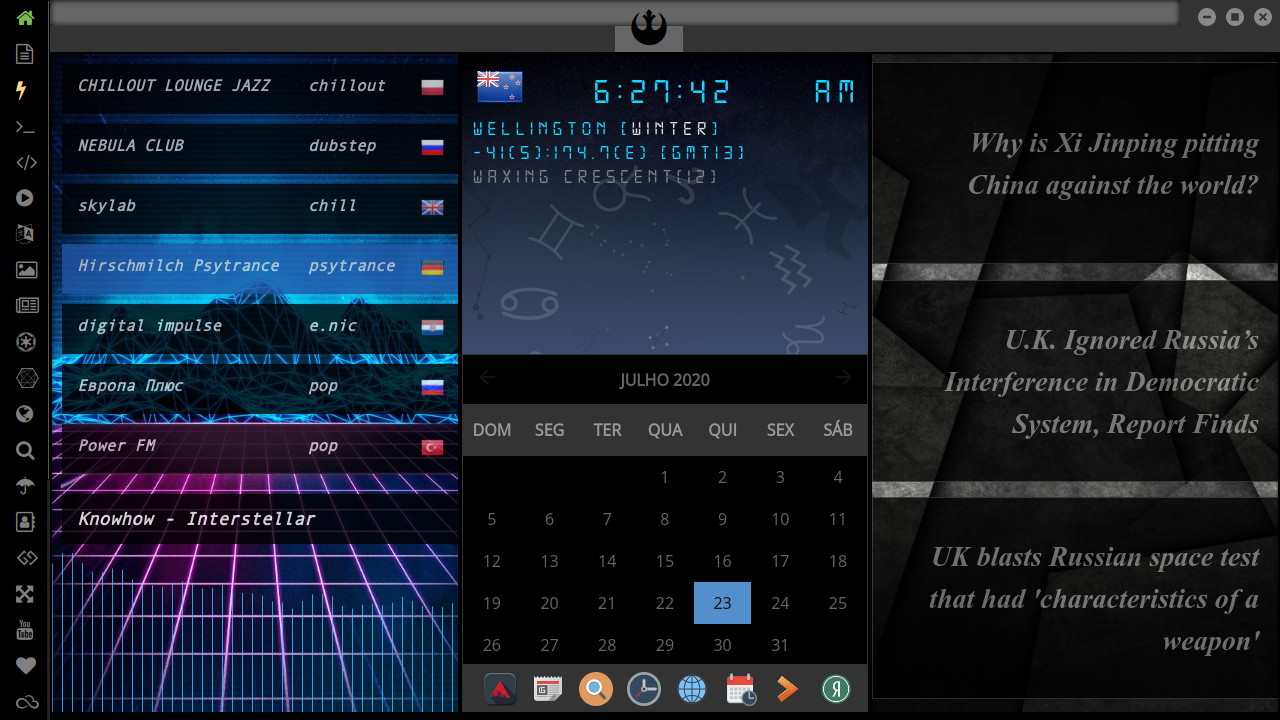 CHILLOUT LOUNGE JAZZ chillout
NEBULA CLUB dubstep
skylab chill
Hirschmilch Psytrance psytrance
digital impulse e.nic
Европа Плюс pop
Power FM pop
Knowhow - Interstellar
6:27:42 AM
WELLINGTON (WINTER)
-41(S):174.7(E) (GMT13)
WAXING CRESCENT(12)
JULHO 2020
DOM SEG TER QUA QUI SEX SÁB
1 2 3 4
5 6 7 8 9 10 11
12 13 14 15 16 17 18
19 20 21 22 23 24 25
26 27 28 29 30 31
Why is Xi Jinping pitting
China against the world?
U.K. Ignored Russia’s
Interference in Democratic
System, Report Finds
UK blasts Russian space test
that had 'characteristics of a
weapon'
You
Tube
Я